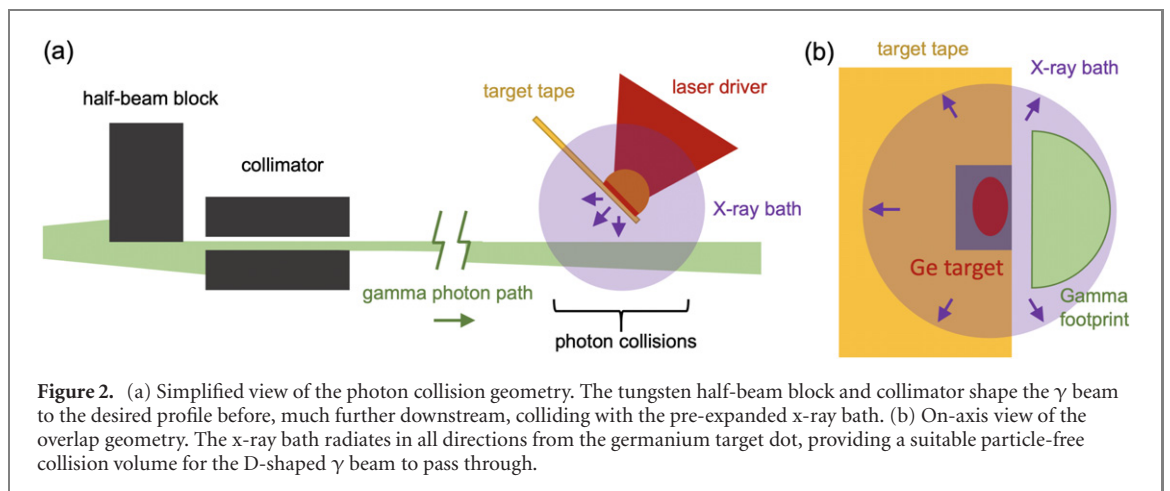 (a)
half-beam block
collimator
gamma photon path
target tape
laser driver
X-ray bath
photon collisions
(b)
target tape
X-ray bath
Ge target
Gamma
footprint
Figure 2. (a) Simplified view of the photon collision geometry. The tungsten half-beam block and collimator shape the γ beam
to the desired profile before, much further downstream, colliding with the pre-expanded x-ray bath. (b) On-axis view of the
overlap geometry. The x-ray bath radiates in all directions from the germanium target dot, providing a suitable particle-free
collision volume for the D-shaped γ beam to pass through.